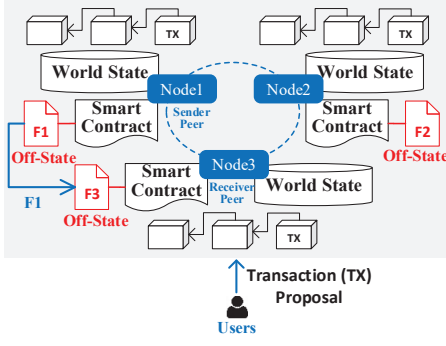 TX
TX
World State
World State
Node1
Node2
Sender
Peer
Smart
Contract
Smart
Contract
F1
F2
Off-State
Off-State
Node3
Smart
Contract
Receiver
Peer
World State
F3
F1
Off-State
TX
Transaction (TX)
Proposal
Users